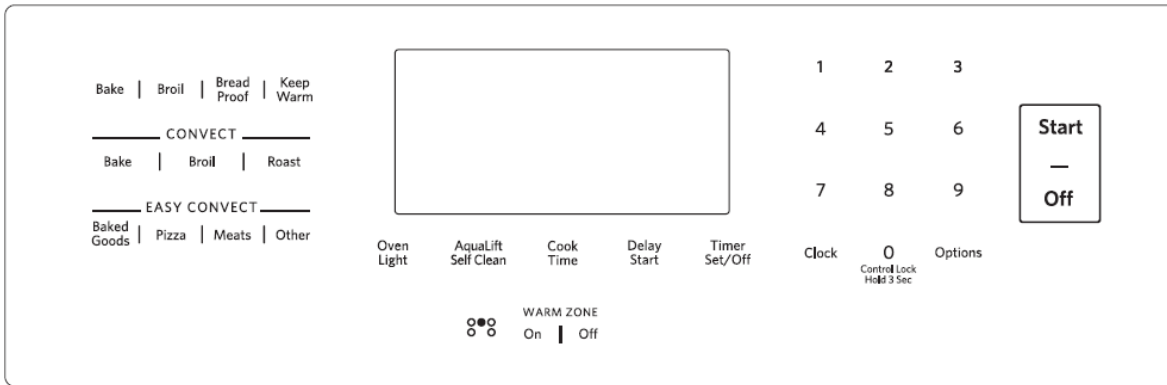 Bake | Broil | Bread Proof | Keep Warm
CONVECT
Bake | Broil | Roast
EASY CONVECT
Baked Goods | Pizza | Meats | Other
Oven Light
AquaLift Self Clean
Cook Time
Delay Start
Timer Set/Off
WARM ZONE
On | Off
1 2 3
4 5 6
7 8 9
Clock 0 Options
Control Lock
Hold 3 Sec
Start
—
Off